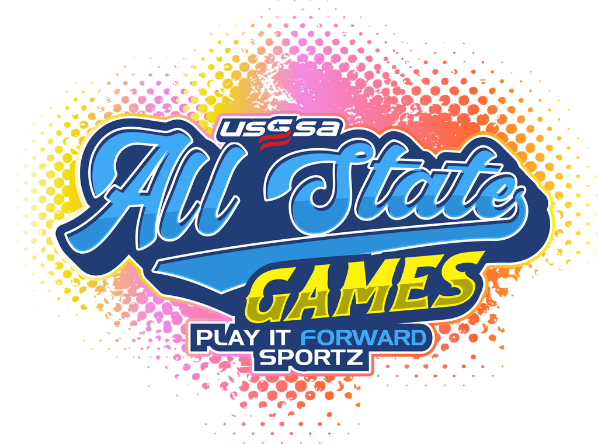 usssa
All State
GAMES
PLAY IT FORWARD
SPORTZ